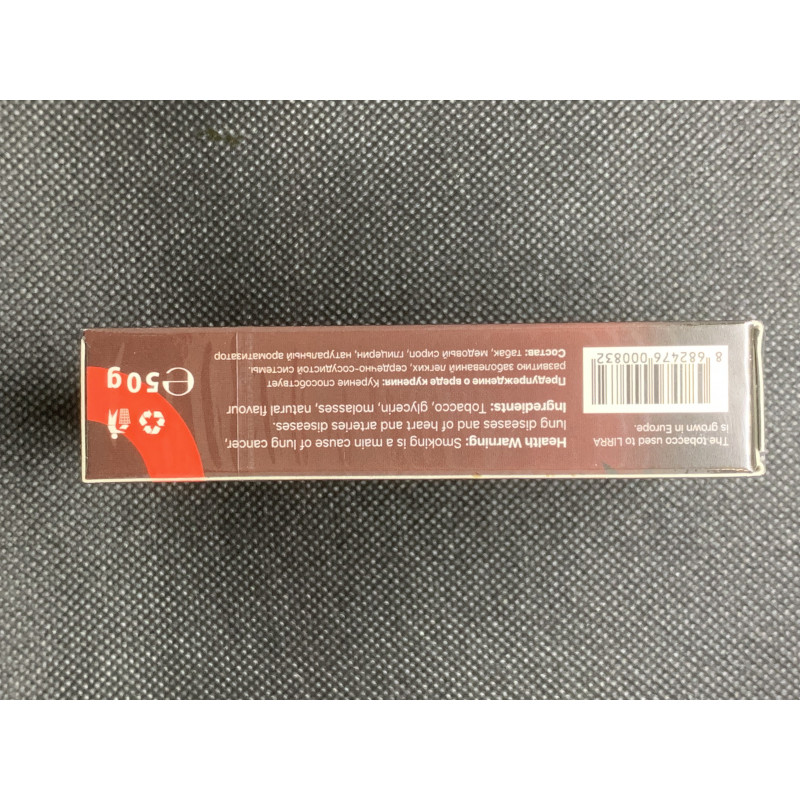 The tobacco used to LIRRA
is grown in Europe.
8 682476 000832
Health Warning: Smoking is a main cause of lung cancer,
lung diseases and of heart and arteries diseases.
Ingredients: Tobacco, glycerin, molasses, natural flavour
Предупреждение о вреде курения: Курение способствует
развитию заболеваний легких, сердечно-сосудистой системы.
Состав: табак, медовый сироп, глицерин, натуральный ароматизатор
℮50g